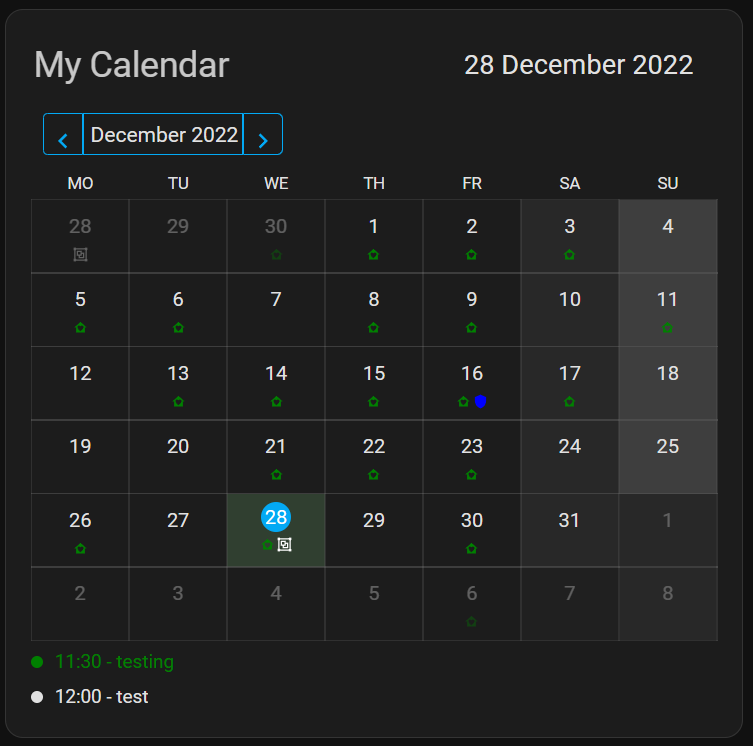 My Calendar
28 December 2022
December 2022
MO TU WE TH FR SA SU
28 29 30 1 2 3 4
5 6 7 8 9 10 11
12 13 14 15 16 17 18
19 20 21 22 23 24 25
26 27 28 29 30 31 1
2 3 4 5 6 7 8
11:30 - testing
12:00 - test